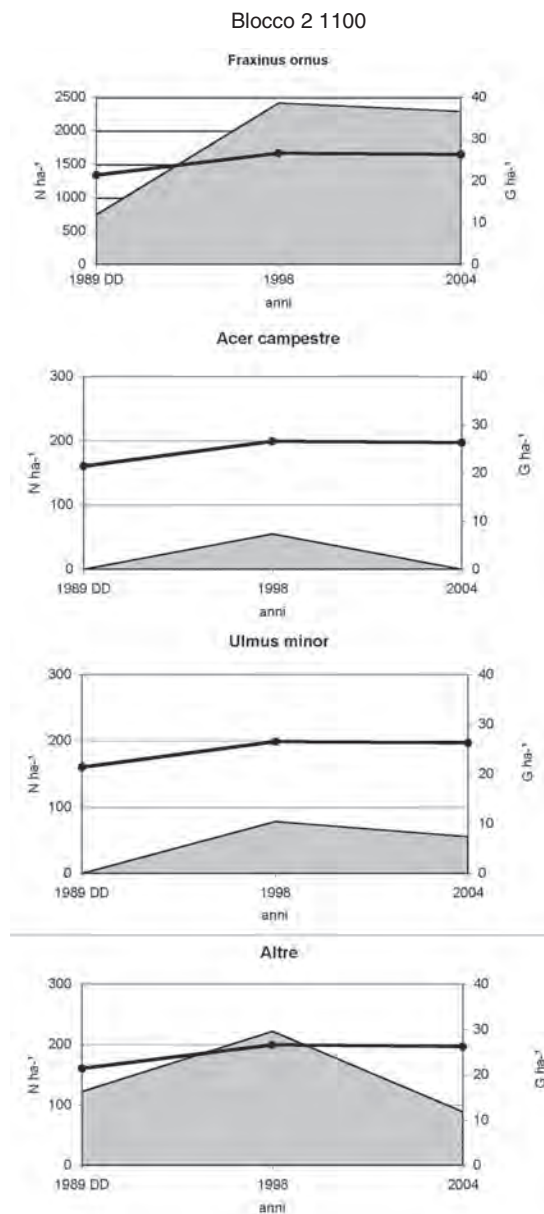 Blocco 2 1100
Fraxinus ornus
2500
2000
1500
1000
500
0
N ha-¹
40
30
20
10
0
G ha-¹
1989 DD
1998
2004
anni
Acer campestre
300
200
100
0
N ha-¹
40
30
20
10
0
G ha-¹
1989 DD
1998
2004
anni
Ulmus minor
300
200
100
0
N ha-¹
40
30
20
10
0
G ha-¹
1989 DD
1998
2004
anni
Altre
300
200
100
0
N ha-¹
40
30
20
10
0
G ha-¹
1989 DD
1998
2004
anni